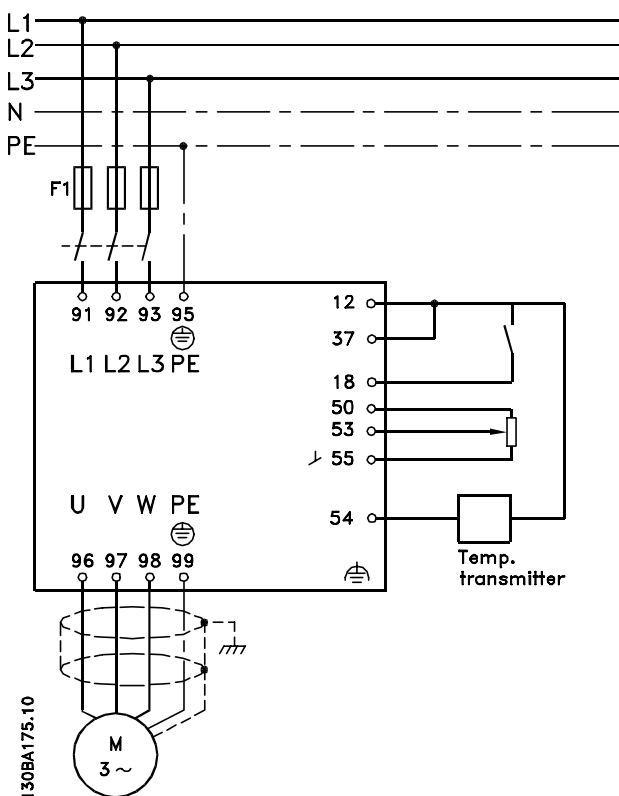 L1
L2
L3
N
PE
F1
91 92 93 95
L1 L2 L3 PE
12
37
18
50
53
55
54
U V W PE
96 97 98 99
Temp.
transmitter
M
3~
130BA175.10